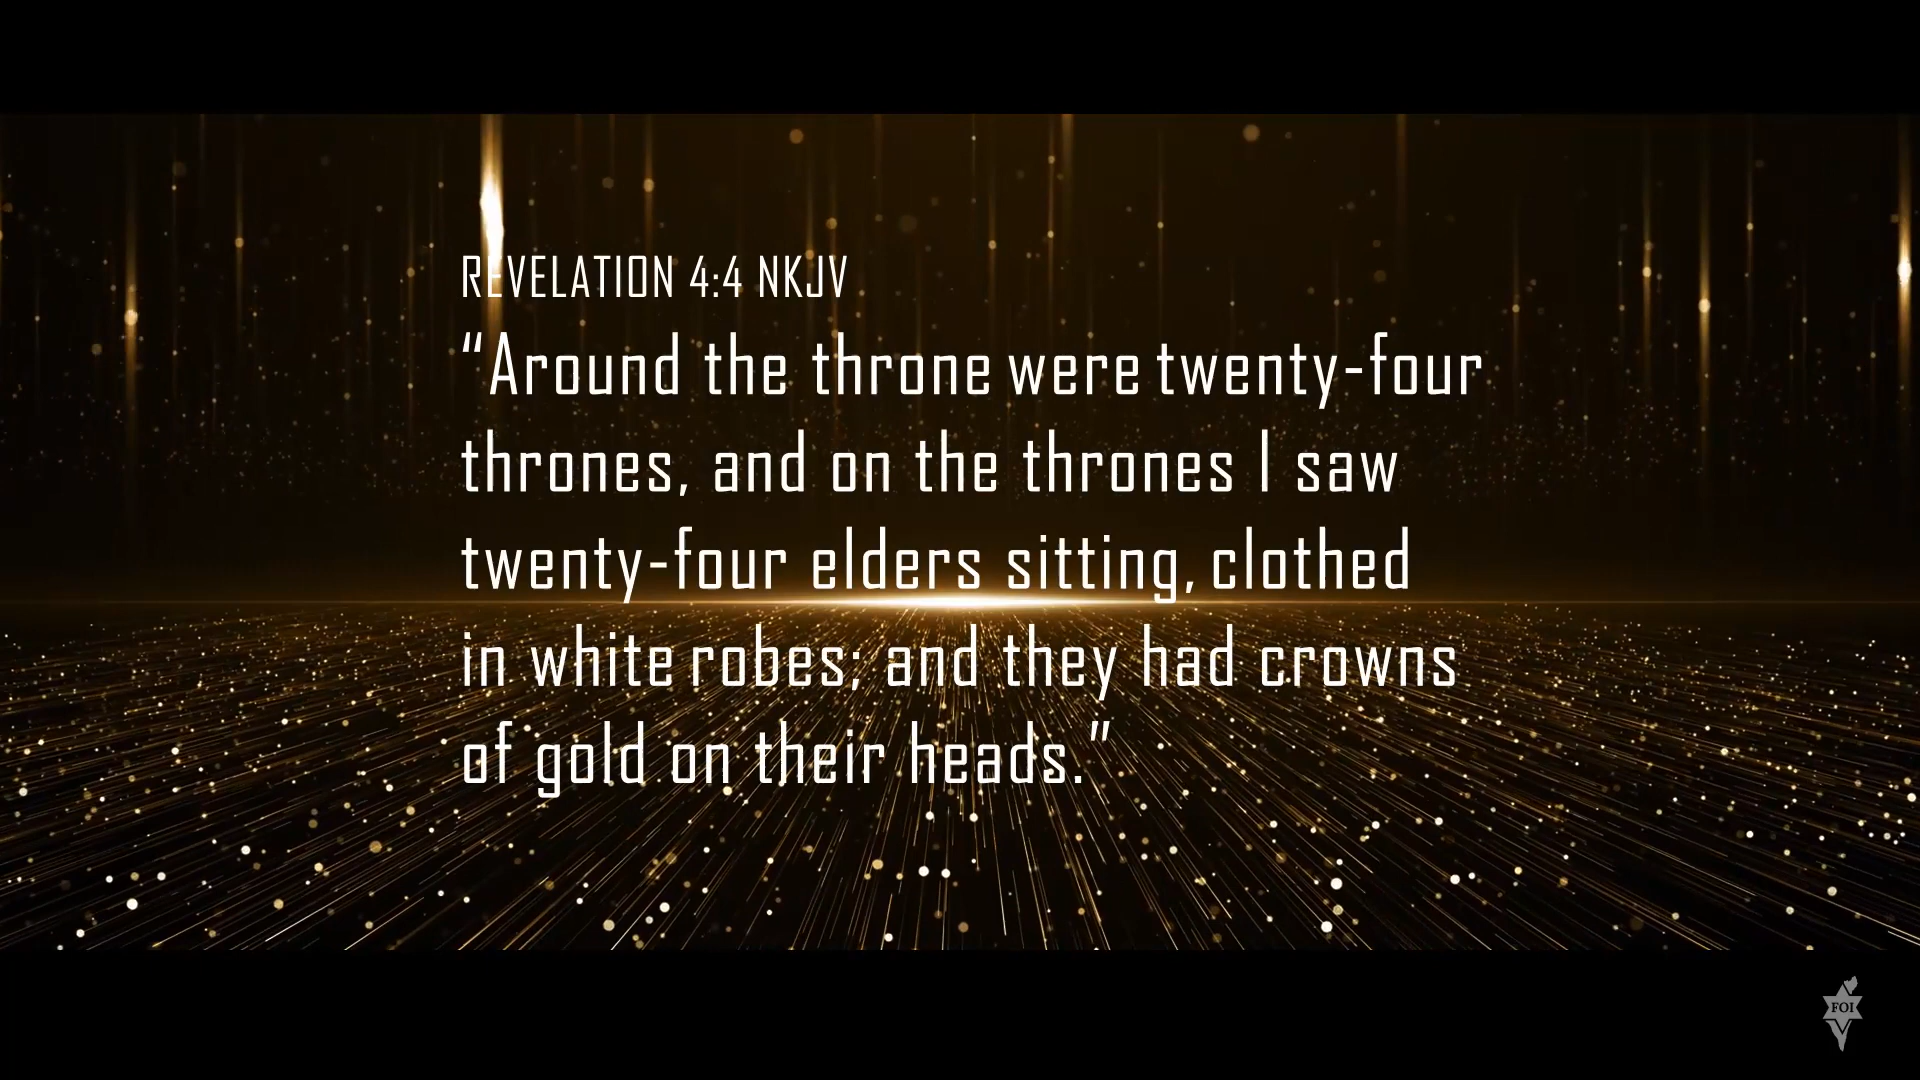 REVELATION 4:4 NKJV
“Around the throne were twenty-four
thrones, and on the thrones I saw
twenty-four elders sitting, clothed
in white robes; and they had crowns
of gold on their heads.”
FOI